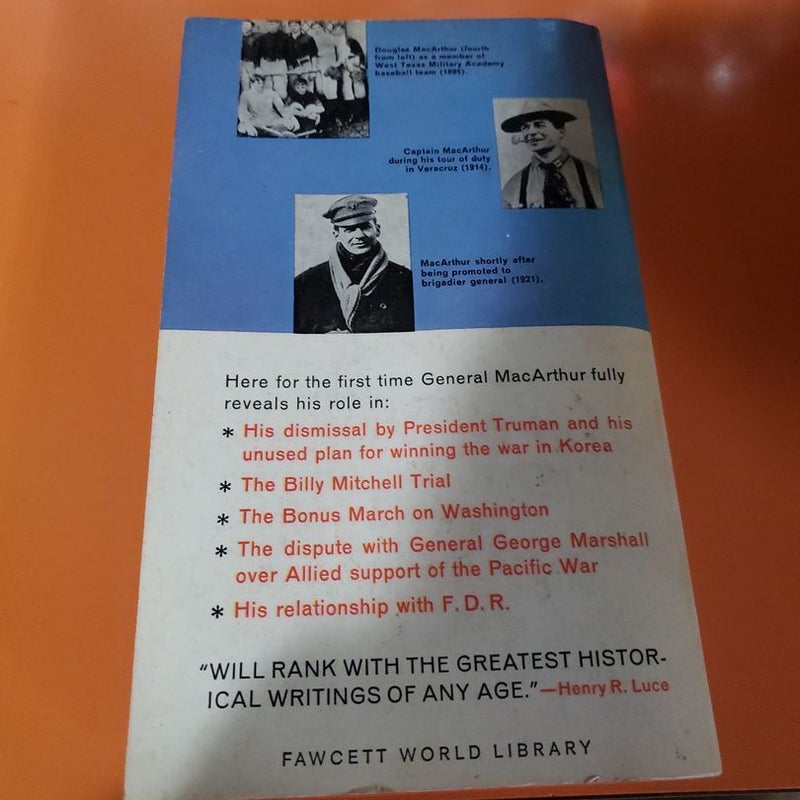 Douglas MacArthur (fourth
from left) as a member of
West Texas Military Academy
baseball team (1895).
Captain MacArthur
during his tour of duty
in Veracruz (1914).
MacArthur shortly after
being promoted to
brigadier general (1921).
Here for the first time General MacArthur fully
reveals his role in:
* His dismissal by President Truman and his
unused plan for winning the war in Korea
* The Billy Mitchell Trial
* The Bonus March on Washington
* The dispute with General George Marshall
over Allied support of the Pacific War
* His relationship with F. D. R.
“WILL RANK WITH THE GREATEST HISTOR-
ICAL WRITINGS OF ANY AGE.”—Henry R. Luce
FAWCETT WORLD LIBRARY